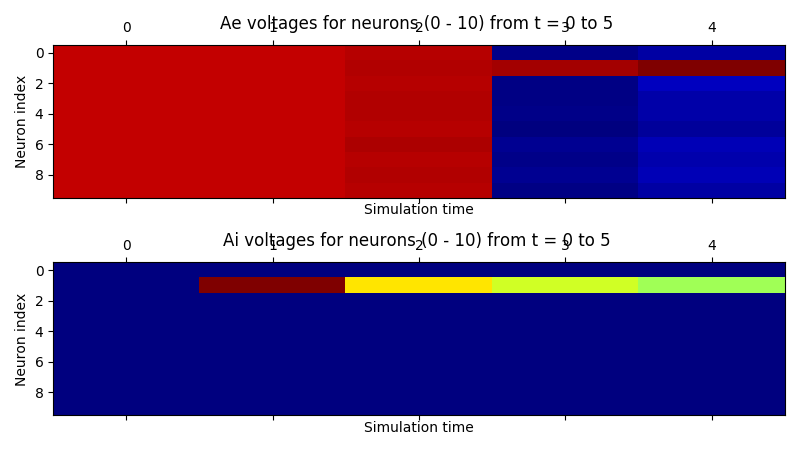 Ae voltages for neurons (0 - 10) from t = 0 to 5
0 1 2 3 4
0
2
4
6
8
Neuron index
Simulation time
Ai voltages for neurons (0 - 10) from t = 0 to 5
0 1 2 3 4
0
2
4
6
8
Neuron index
Simulation time